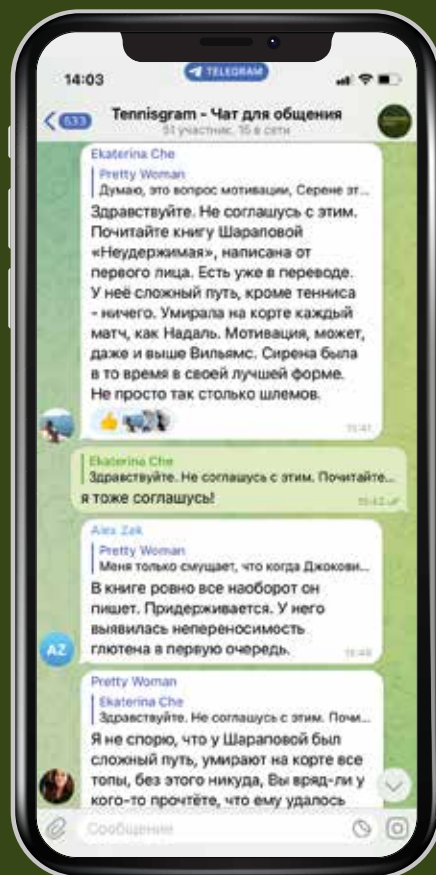 14:03
TELEGRAM
633
Tennisgram - Чат для общения
51 участник, 15 в сети
Ekaterina Che
Pretty Woman
Думаю, это вопрос мотивации, Серене эт...
Здравствуйте. Не соглашусь с этим.
Почитайте книгу Шараповой
«Неудержимая», написана от
первого лица. Есть уже в переводе.
У неё сложный путь, кроме тенниса
- ничего. Умирала на корте каждый
матч, как Надаль. Мотивация, может,
даже и выше Вильямс. Сирена была
в то время в своей лучшей форме.
Не просто так столько шлемов.
15:41
Ekaterina Che
Здравствуйте. Не соглашусь с этим. Почитайте...
я тоже соглашусь!
15:42
Alex Zak
Pretty Woman
Меня только смущает, что когда Джокови...
В книге ровно все наоборот он
пишет. Придерживается. У него
выявилась непереносимость
глютена в первую очередь.
AZ
Pretty Woman
Ekaterina Che
Здравствуйте. Не соглашусь с этим. Почи...
Я не спорю, что у Шараповой был
сложный путь, умирают на корте все
топы, без этого никуда, Вы вряд-ли у
кого-то прочтёте, что ему удалось
Сообщение